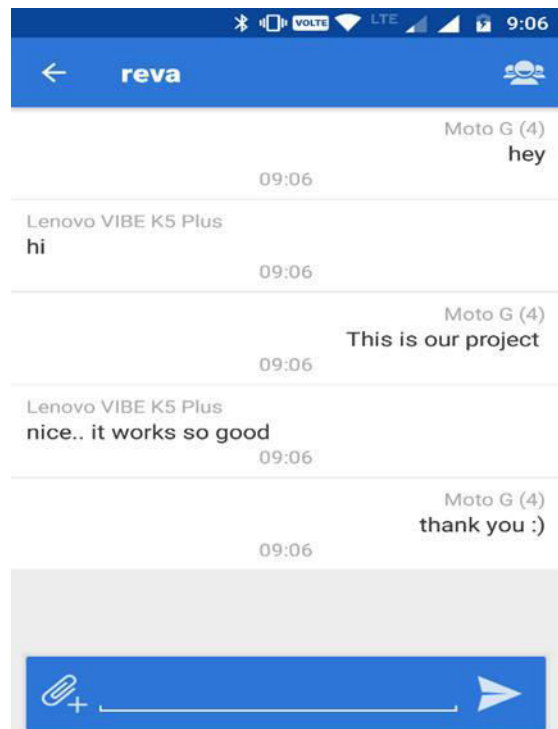 VOLTE LTE 9:06
reva
Moto G (4)
hey
09:06
Lenovo VIBE K5 Plus
hi
09:06
Moto G (4)
This is our project
09:06
Lenovo VIBE K5 Plus
nice.. it works so good
09:06
Moto G (4)
thank you :)
09:06